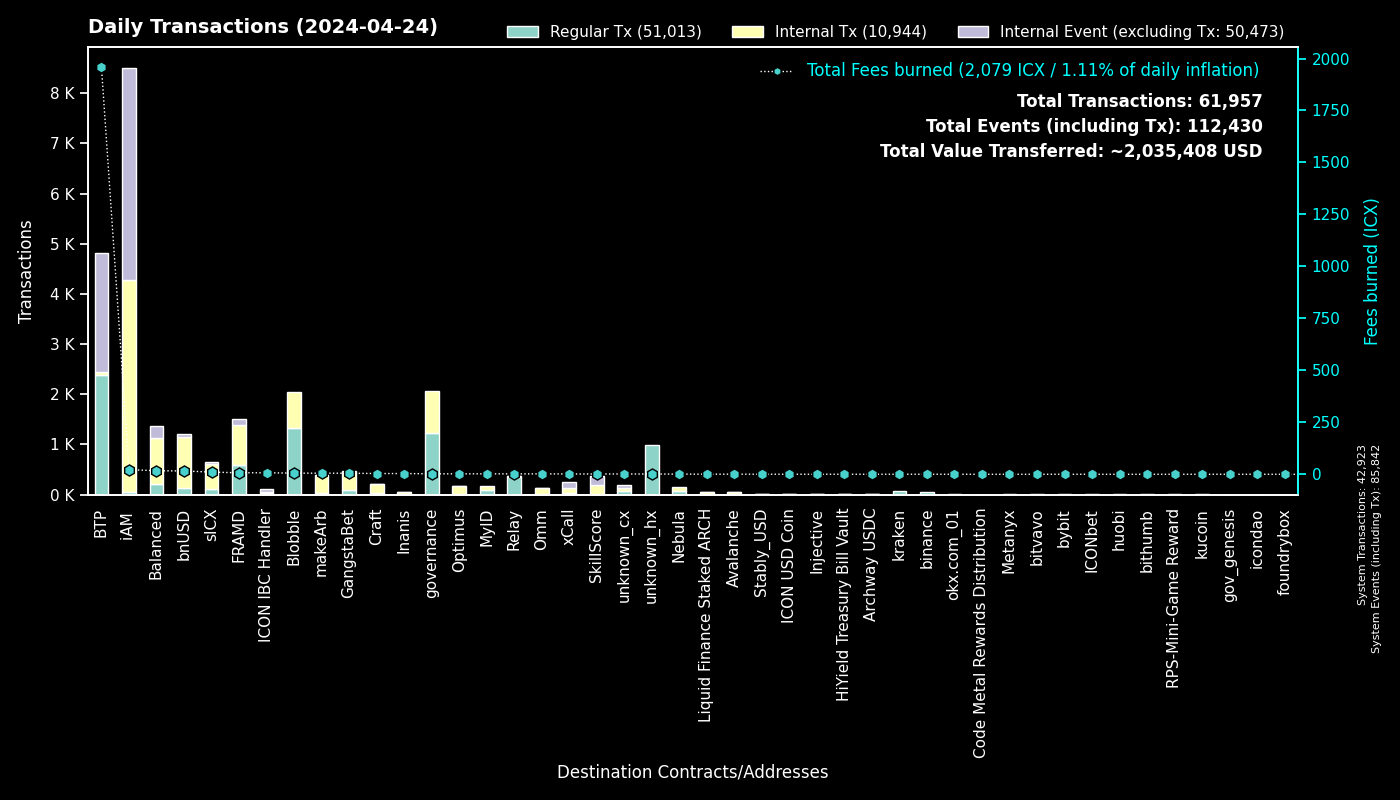 Daily Transactions (2024-04-24)
Regular Tx (51,013)
Internal Tx (10,944)
Internal Event (excluding Tx: 50,473)
Total Fees burned (2,079 ICX / 1.11% of daily inflation)
Total Transactions: 61,957
Total Events (including Tx): 112,430
Total Value Transferred: ~2,035,408 USD
Transactions
8 K
7 K
6 K
5 K
4 K
3 K
2 K
1 K
0 K
2000
1750
1500
1250
1000
750
500
250
0
Fees burned (ICX)
BTP
iAM
Balanced
bnUSD
sICX
FRAMD
ICON IBC Hander
Blobble
makeArb
GangstaBet
Craft
Inanis
governance
Optimus
MyID
Relay
Omm
xCall
SkillScore
unknown_cx
unknown_hx
Nebula
Liquid Finance Staked ARCH
Avalanche
Stably_USD
ICON USD Coin
Injective
HiYield Treasury Bill Vault
Archway USDC
kraken
binance
okx.com_01
Code Metal Rewards Distribution
Metanyx
bitvavo
bybit
ICONbet
huobi
bithumb
RPS-Mini-Game Reward
kucoin
gov_genesis
icondao
foundrybox
Destination Contracts/Addresses
System Transactions: 42,923
System Events (including Tx): 85,842